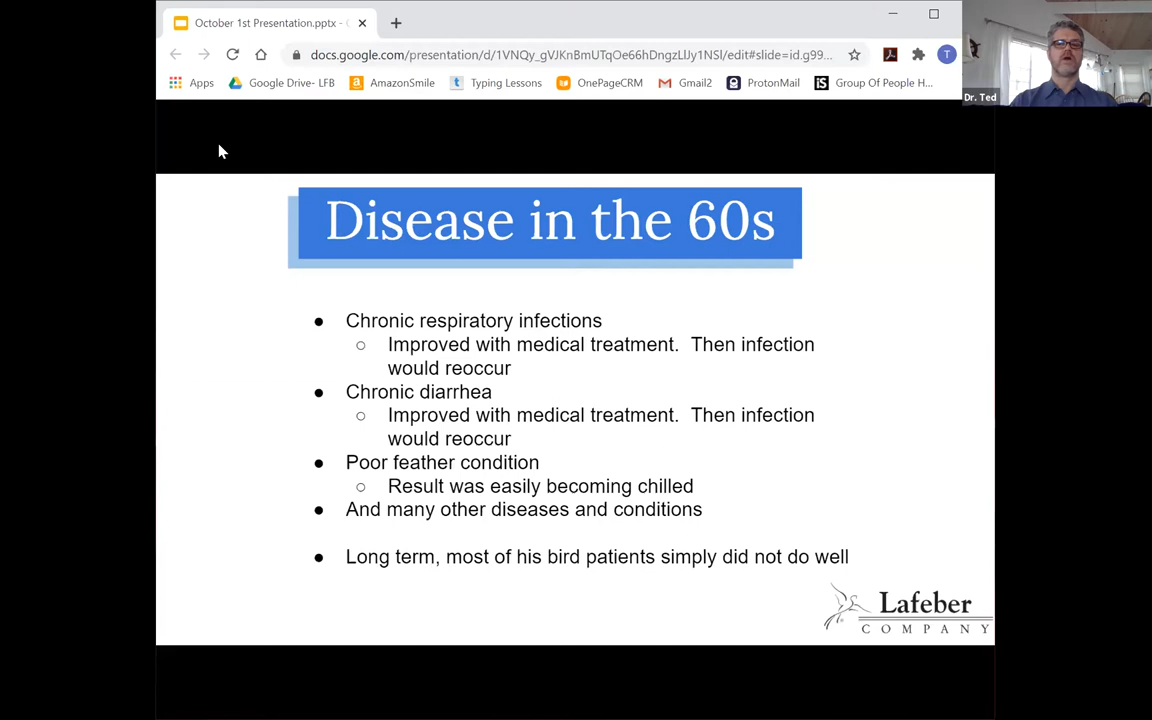 October 1st Presentation.pptx -
docs.google.com/presentation/d/1VNQy_gVJKnBmUTqOe66hDngzLlJy1NSl/edit#slide=id.g99...
T
Apps
Google Drive- LFB
AmazonSmile
Typing Lessons
OnePageCRM
Gmail2
ProtonMail
Group Of People H...
Dr. Ted
Disease in the 60s
● Chronic respiratory infections
○ Improved with medical treatment.  Then infection
would reoccur
● Chronic diarrhea
○ Improved with medical treatment.  Then infection
would reoccur
● Poor feather condition
○ Result was easily becoming chilled
● And many other diseases and conditions
● Long term, most of his bird patients simply did not do well
Lafeber
COMPANY